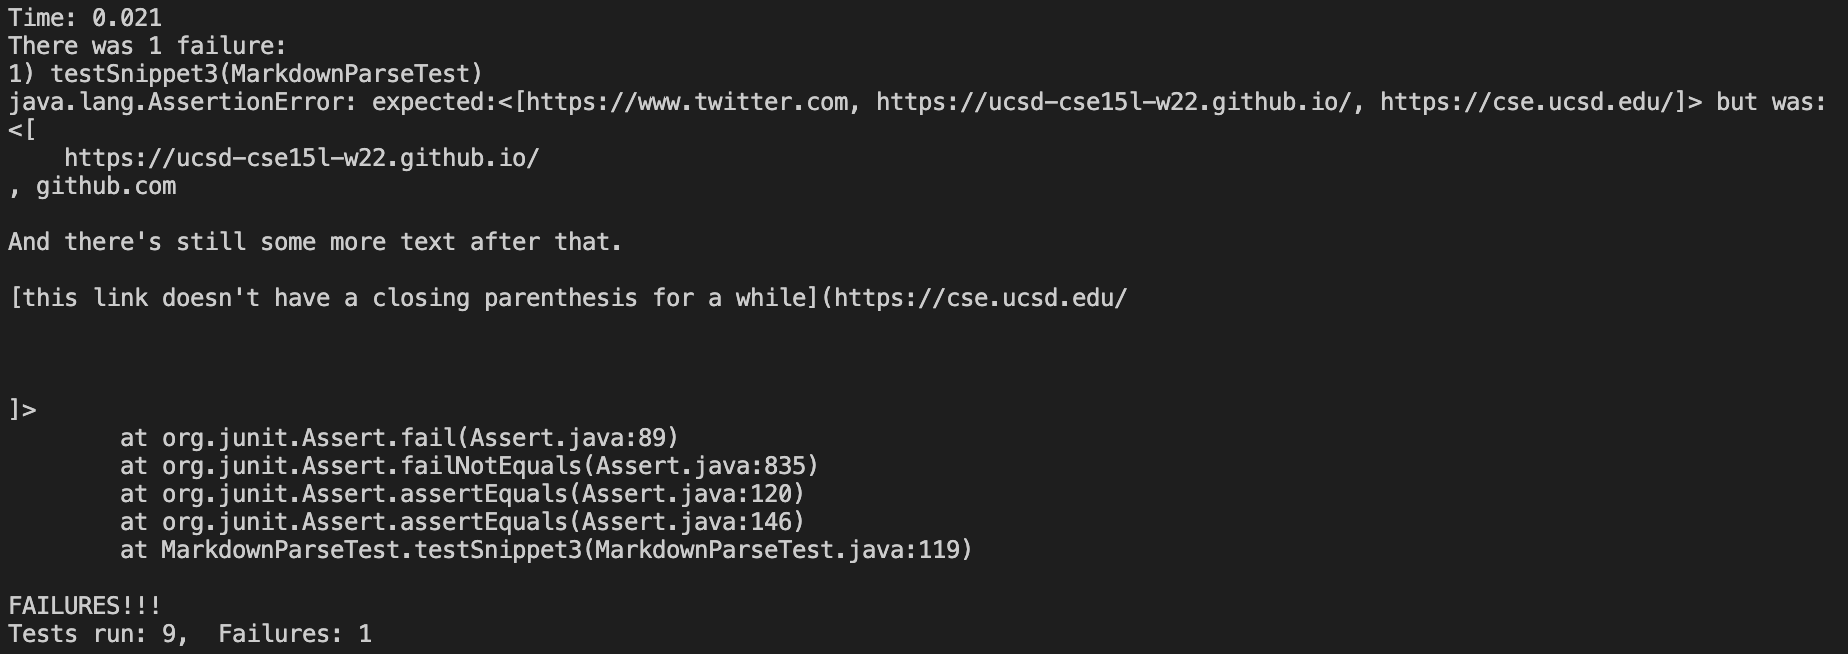 Time: 0.021
There was 1 failure:
1) testSnippet3(MarkdownParseTest)
java.lang.AssertionError: expected:<[https://www.twitter.com, https://ucsd-cse15l-w22.github.io/, https://cse.ucsd.edu/]> but was:
<[
    https://ucsd-cse15l-w22.github.io/
, github.com

And there's still some more text after that.

[this link doesn't have a closing parenthesis for a while](https://cse.ucsd.edu/



]>
        at org.junit.Assert.fail(Assert.java:89)
        at org.junit.Assert.failNotEquals(Assert.java:835)
        at org.junit.Assert.assertEquals(Assert.java:120)
        at org.junit.Assert.assertEquals(Assert.java:146)
        at MarkdownParseTest.testSnippet3(MarkdownParseTest.java:119)

FAILURES!!!
Tests run: 9,  Failures: 1